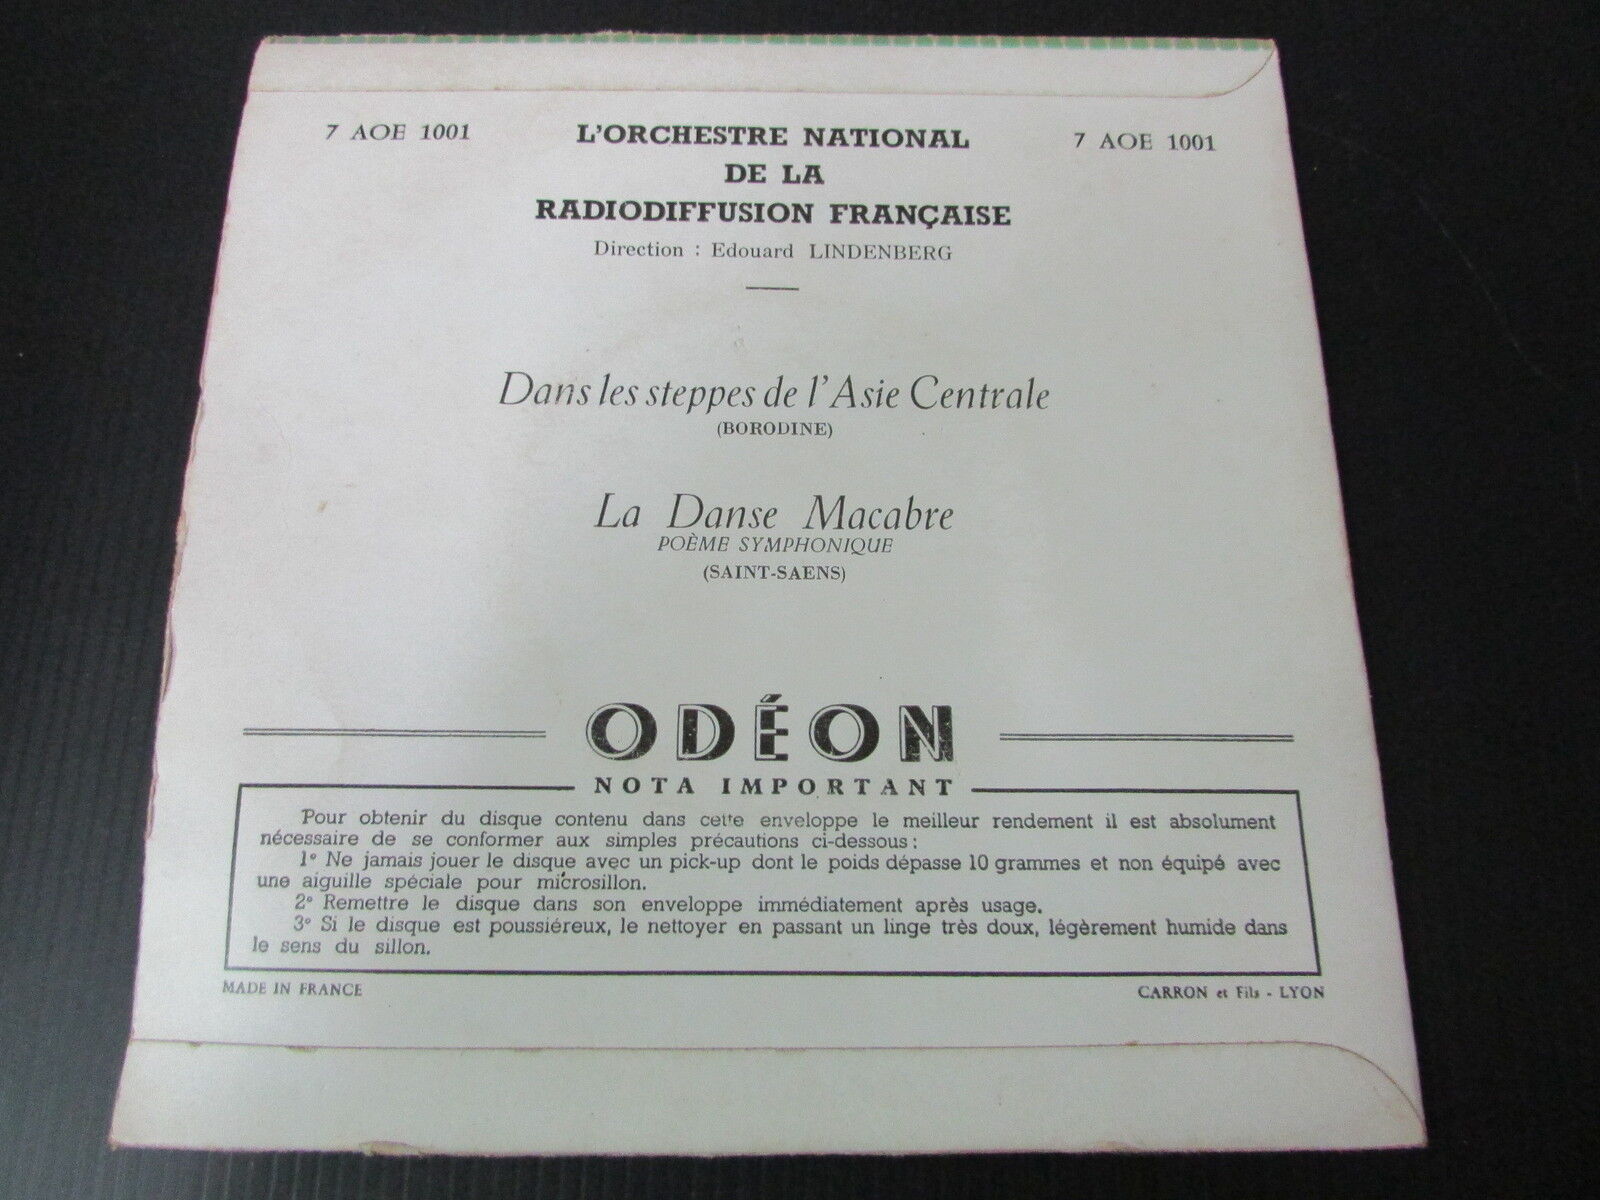 7 AOE 1001 L'ORCHESTRE NATIONAL 7 AOE 1001
DE LA
RADIODIFFUSION FRANÇAISE
Direction : Edouard LINDENBERG
Dans les steppes de l'Asie Centrale
(BORODINE)
La Danse Macabre
POÈME SYMPHONIQUE
(SAINT-SAENS)
ODÉON
NOTA IMPORTANT
Pour obtenir du disque contenu dans cette enveloppe le meilleur rendement il est absolument
nécessaire de se conformer aux simples précautions ci-dessous :
1° Ne jamais jouer le disque avec un pick-up dont le poids dépasse 10 grammes et non équipé avec
une aiguille spéciale pour microsillon.
2° Remettre le disque dans son enveloppe immédiatement après usage.
3° Si le disque est poussiéreux, le nettoyer en passant un linge très doux, légèrement humide dans
le sens du sillon.
MADE IN FRANCE CARRON et Fils - LYON